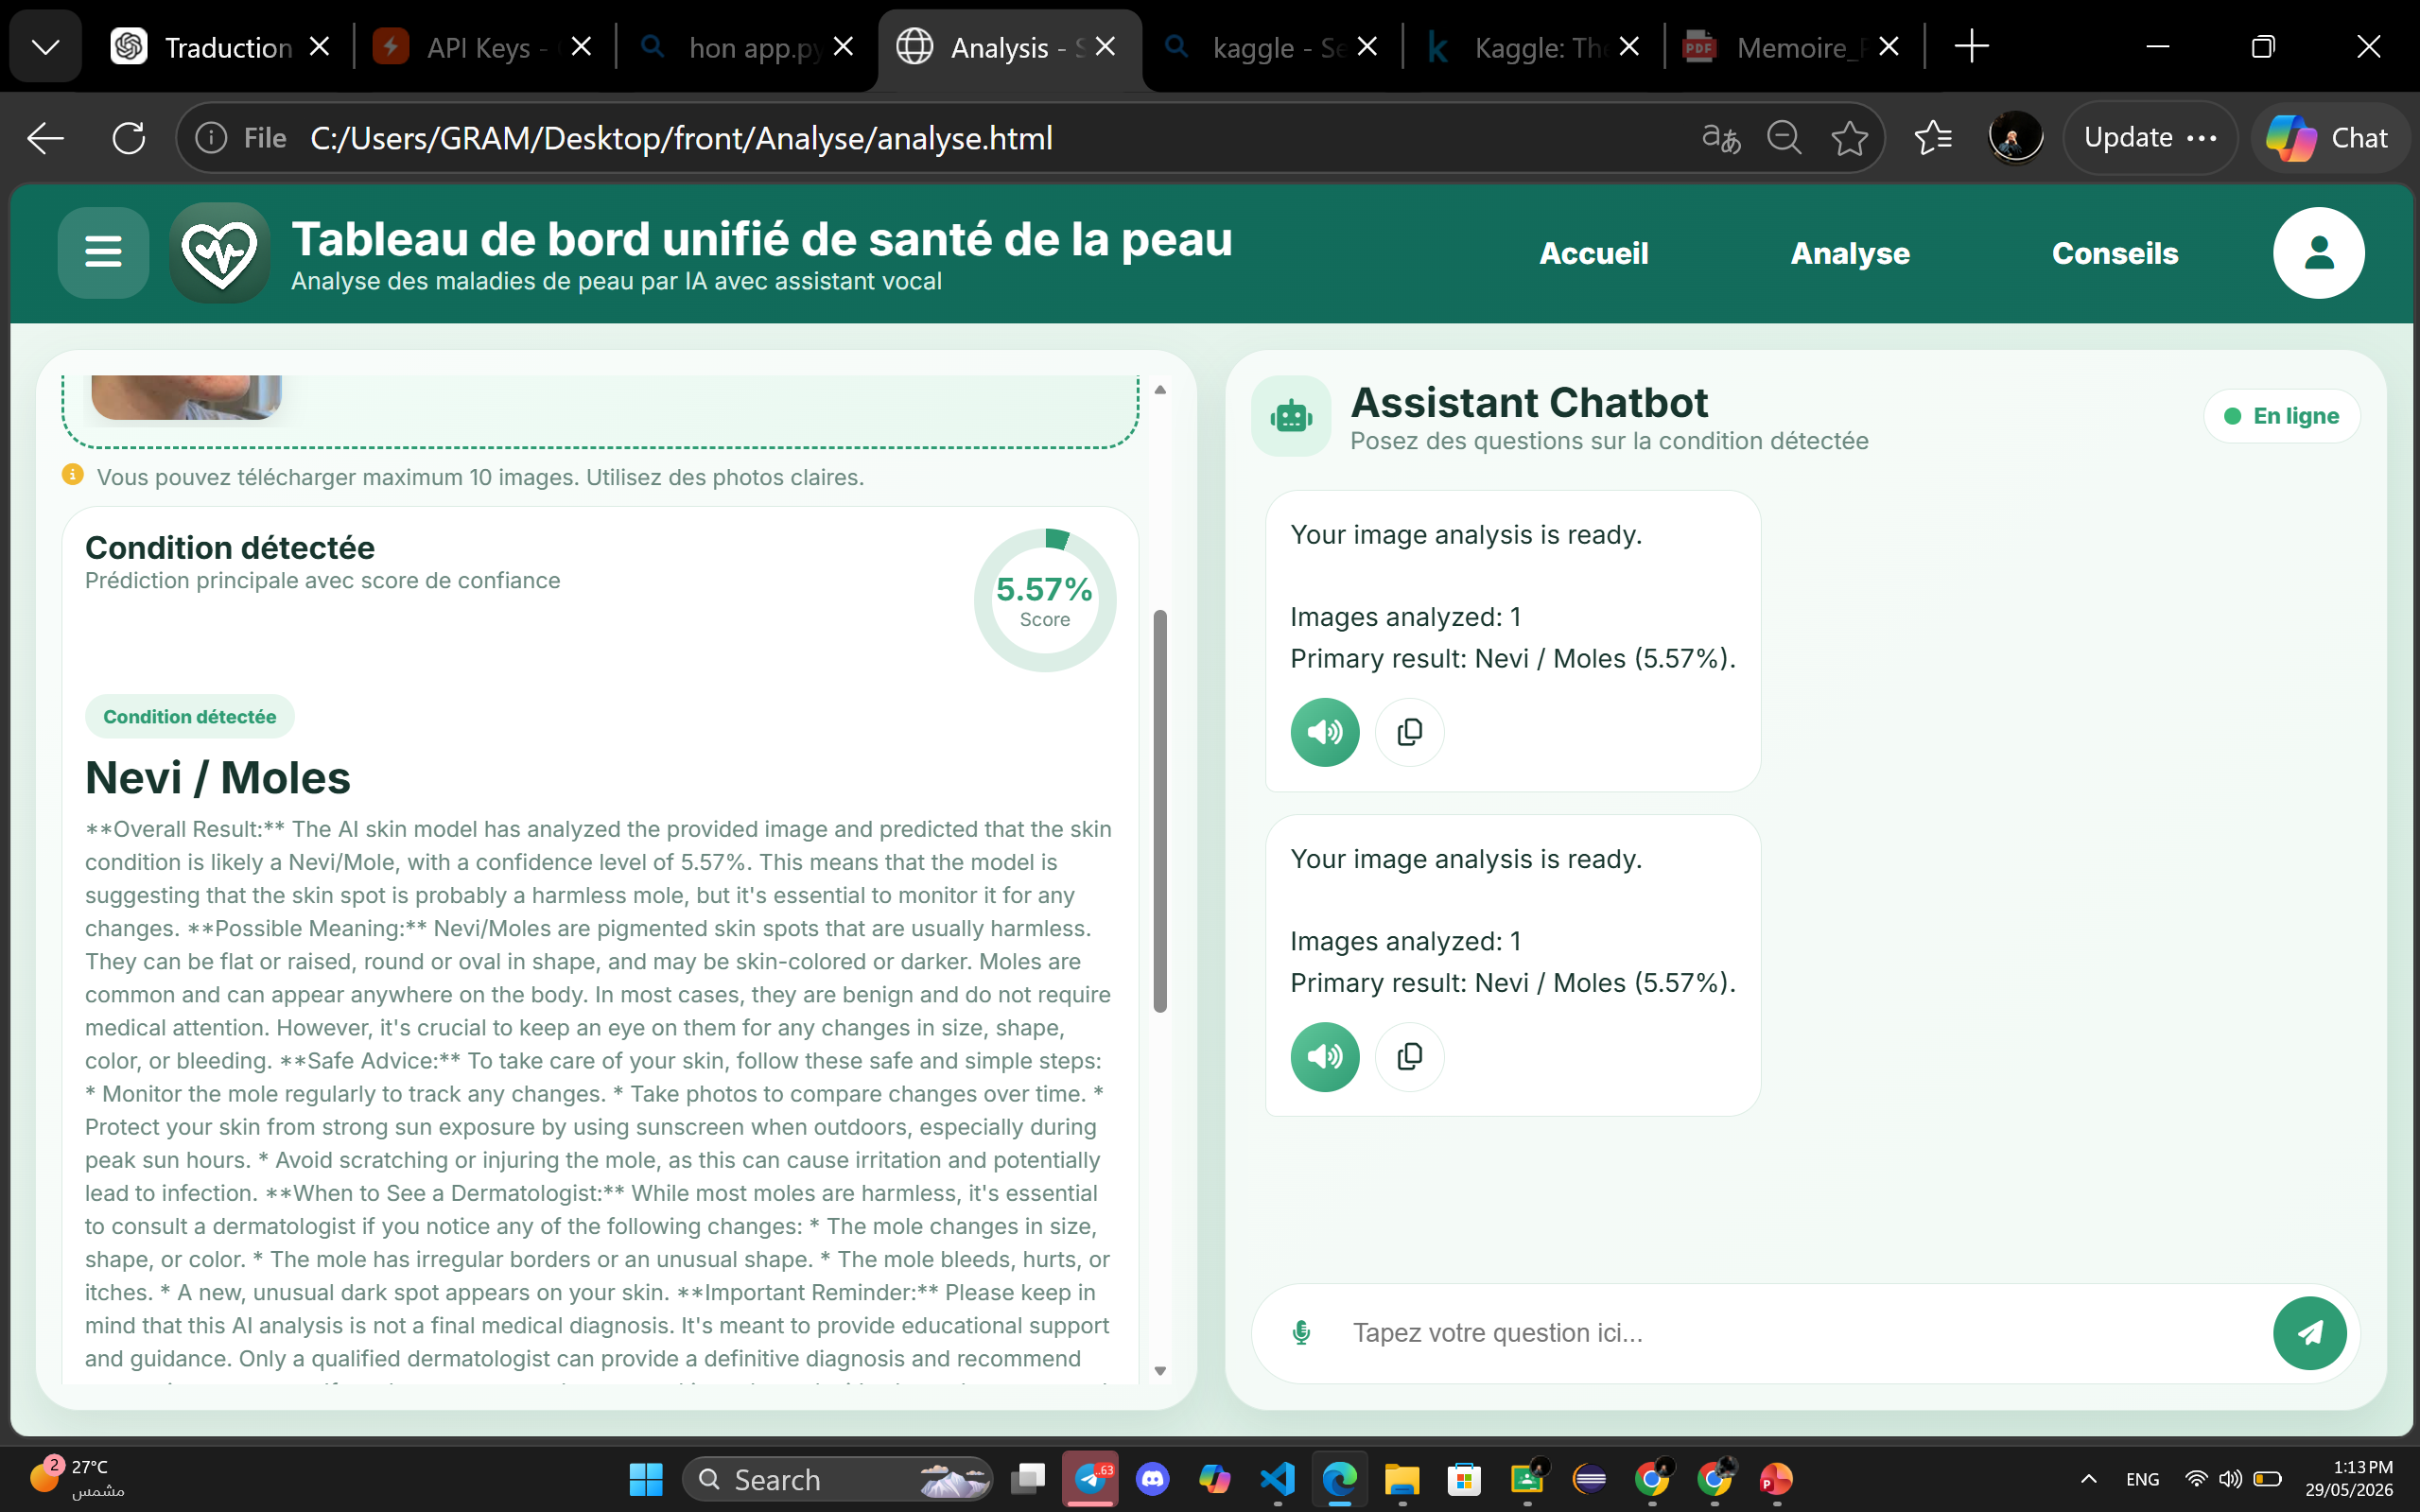 Traduction
API Keys -
hon app.py
Analysis - S
kaggle - Se
Kaggle: Th
Memoire_F
File C:/Users/GRAM/Desktop/front/Analyse/analyse.html
Update
Chat
Tableau de bord unifié de santé de la peau
Analyse des maladies de peau par IA avec assistant vocal
Accueil
Analyse
Conseils
Vous pouvez télécharger maximum 10 images. Utilisez des photos claires.
Condition détectée
Prédiction principale avec score de confiance
5.57%
Score
Condition détectée
Nevi / Moles
**Overall Result:** The AI skin model has analyzed the provided image and predicted that the skin
condition is likely a Nevi/Mole, with a confidence level of 5.57%. This means that the model is
suggesting that the skin spot is probably a harmless mole, but it's essential to monitor it for any
changes. **Possible Meaning:** Nevi/Moles are pigmented skin spots that are usually harmless.
They can be flat or raised, round or oval in shape, and may be skin-colored or darker. Moles are
common and can appear anywhere on the body. In most cases, they are benign and do not require
medical attention. However, it's crucial to keep an eye on them for any changes in size, shape,
color, or bleeding. **Safe Advice:** To take care of your skin, follow these safe and simple steps:
* Monitor the mole regularly to track any changes. * Take photos to compare changes over time. *
Protect your skin from strong sun exposure by using sunscreen when outdoors, especially during
peak sun hours. * Avoid scratching or injuring the mole, as this can cause irritation and potentially
lead to infection. **When to See a Dermatologist:** While most moles are harmless, it's essential
to consult a dermatologist if you notice any of the following changes: * The mole changes in size,
shape, or color. * The mole has irregular borders or an unusual shape. * The mole bleeds, hurts, or
itches. * A new, unusual dark spot appears on your skin. **Important Reminder:** Please keep in
mind that this AI analysis is not a final medical diagnosis. It's meant to provide educational support
and guidance. Only a qualified dermatologist can provide a definitive diagnosis and recommend
Assistant Chatbot
Posez des questions sur la condition détectée
En ligne
Your image analysis is ready.
Images analyzed: 1
Primary result: Nevi / Moles (5.57%).
Your image analysis is ready.
Images analyzed: 1
Primary result: Nevi / Moles (5.57%).
Tapez votre question ici...
2
27°C
مشمس
Search
63
ENG
1:13 PM
29/05/2026